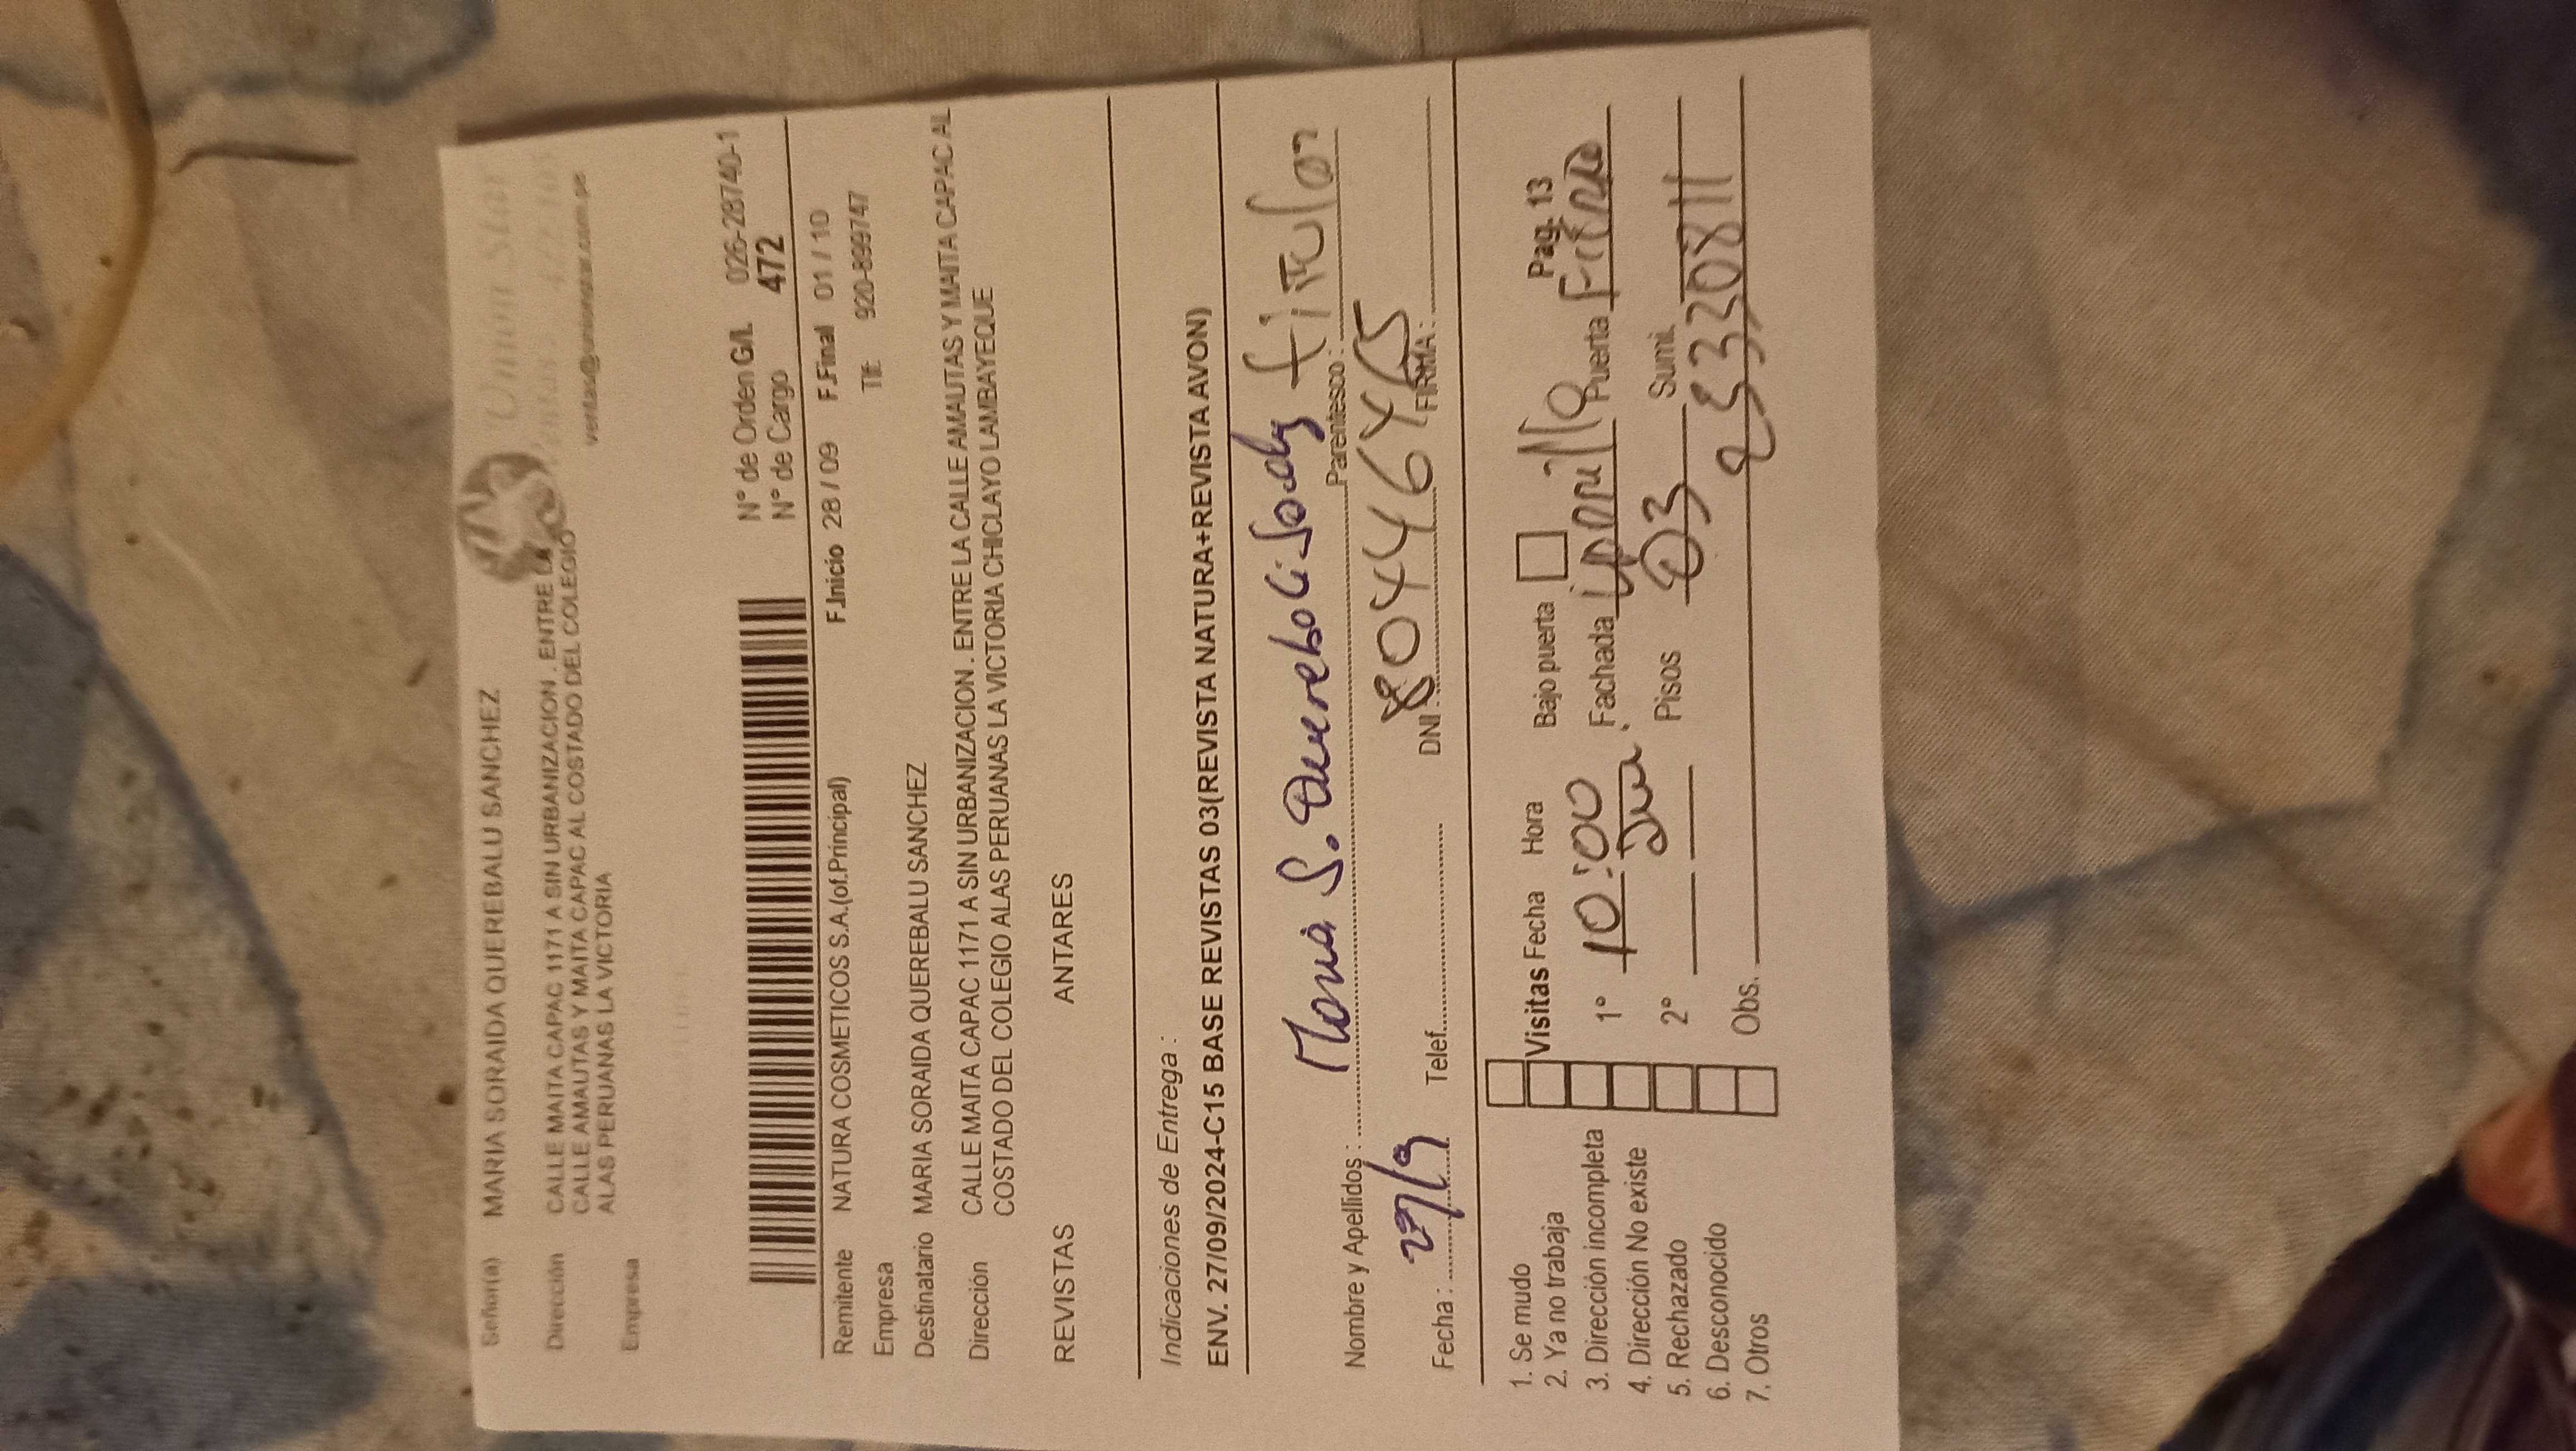 Señor(a) MARIA SORAIDA QUEREBALU SANCHEZ
Dirección CALLE MAITA CAPAC 1171 A SIN URBANIZACION . ENTRE LA
CALLE AMAUTAS Y MAITA CAPAC AL COSTADO DEL COLEGIO
ALAS PERUANAS LA VICTORIA
Empresa
ventas@unionstar.com.pe
N° de Orden G/L 026-28740-1
N° de Cargo 472
F.Inicio 28 / 09 F.Final 01 / 10
Remitente NATURA COSMETICOS S.A.(of.Principal)
Empresa Tlf: 920-899747
Destinatario MARIA SORAIDA QUEREBALU SANCHEZ
Dirección CALLE MAITA CAPAC 1171 A SIN URBANIZACION . ENTRE LA CALLE AMAUTAS Y MAITA CAPAC AL
COSTADO DEL COLEGIO ALAS PERUANAS LA VICTORIA CHICLAYO LAMBAYEQUE
REVISTAS ANTARES
Indicaciones de Entrega :
ENV. 27/09/2024-C15 BASE REVISTAS 03(REVISTA NATURA+REVISTA AVON)
Nombre y Apellidos : Maria S. Parentesco : titular
Fecha : Telef. DNI : 80446415 FIRMA :
1. Se mudo
2. Ya no trabaja
3. Dirección incompleta
4. Dirección No existe
5. Rechazado
6. Desconocido
7. Otros
Visitas Fecha Hora Bajo puerta Pag. 13
1° 10:00 Fachada Puerta Fierro
2° Pisos 03 Sumi.
Obs.